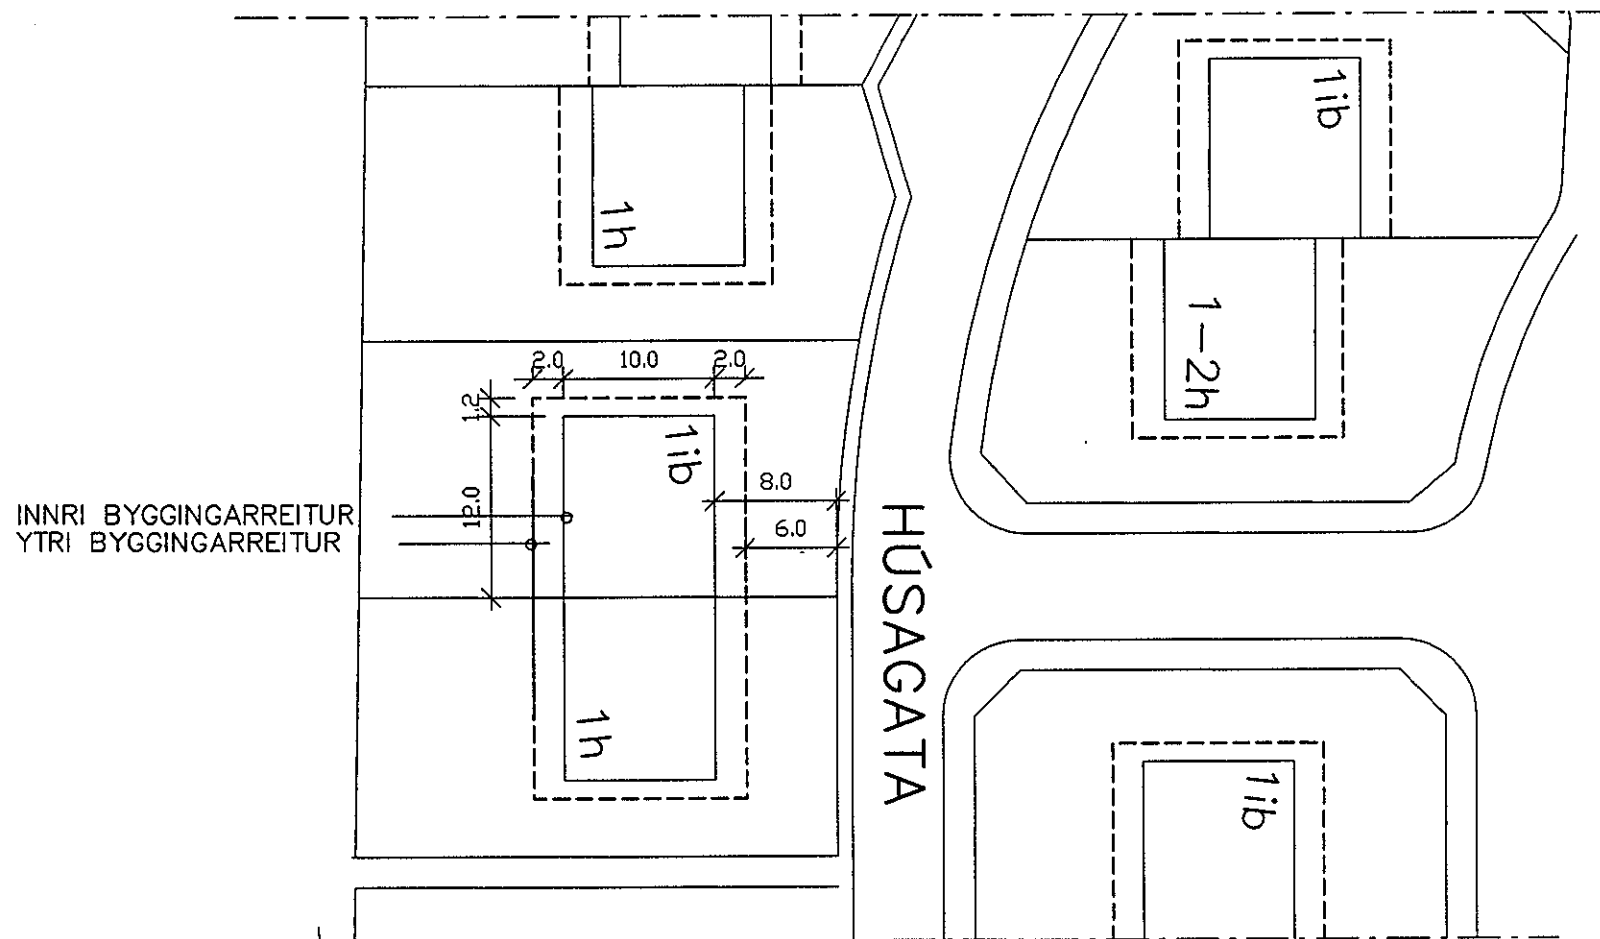 1ib
1h
1-2h
2.0 10.0 2.0
1.2
1ib
12.0
8.0
6.0
INNRI BYGGINGARREITUR
YTRI BYGGINGARREITUR
HÚSAGATA
1h
1ib